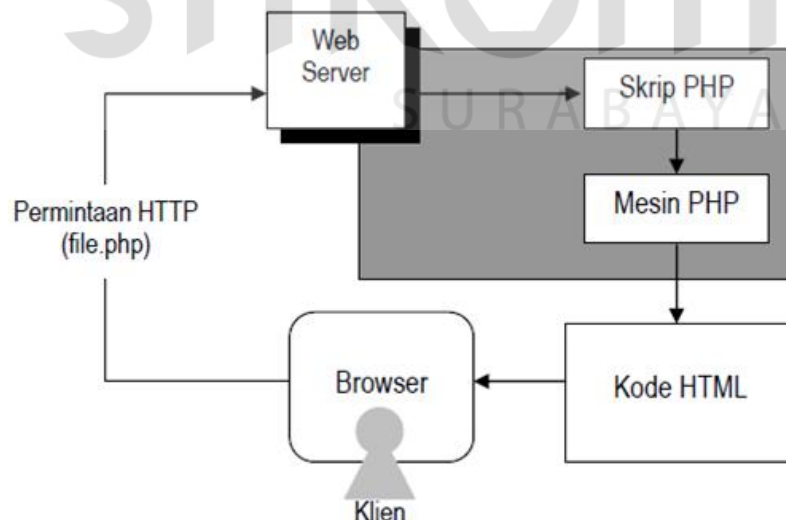 Web
Server
Skrip PHP
SURABAYA
Mesin PHP
Permintaan HTTP
(file.php)
Browser
Kode HTML
Klien